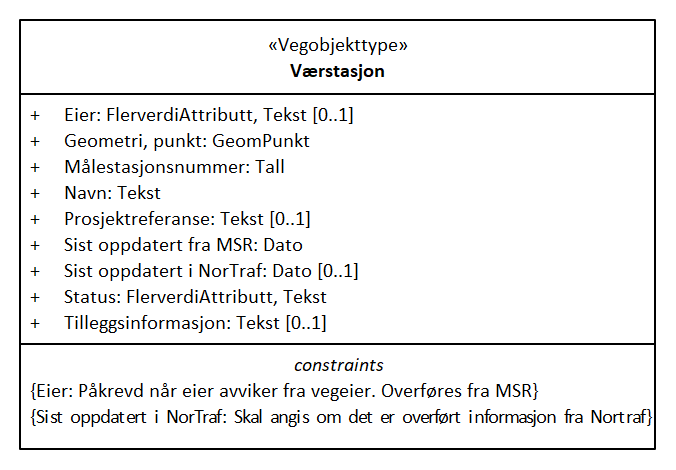 «Vegobjekttype»
Værstasjon
+ Eier: FlerverdiAttributt, Tekst [0..1]
+ Geometri, punkt: GeomPunkt
+ Målestasjonsnummer: Tall
+ Navn: Tekst
+ Prosjektreferanse: Tekst [0..1]
+ Sist oppdatert fra MSR: Dato
+ Sist oppdatert i NorTraf: Dato [0..1]
+ Status: FlerverdiAttributt, Tekst
+ Tilleggsinformasjon: Tekst [0..1]
constraints
{Eier: Påkrevd når eier avviker fra vegeier. Overføres fra MSR}
{Sist oppdatert i NorTraf: Skal angis om det er overført informasjon fra Nortraf}